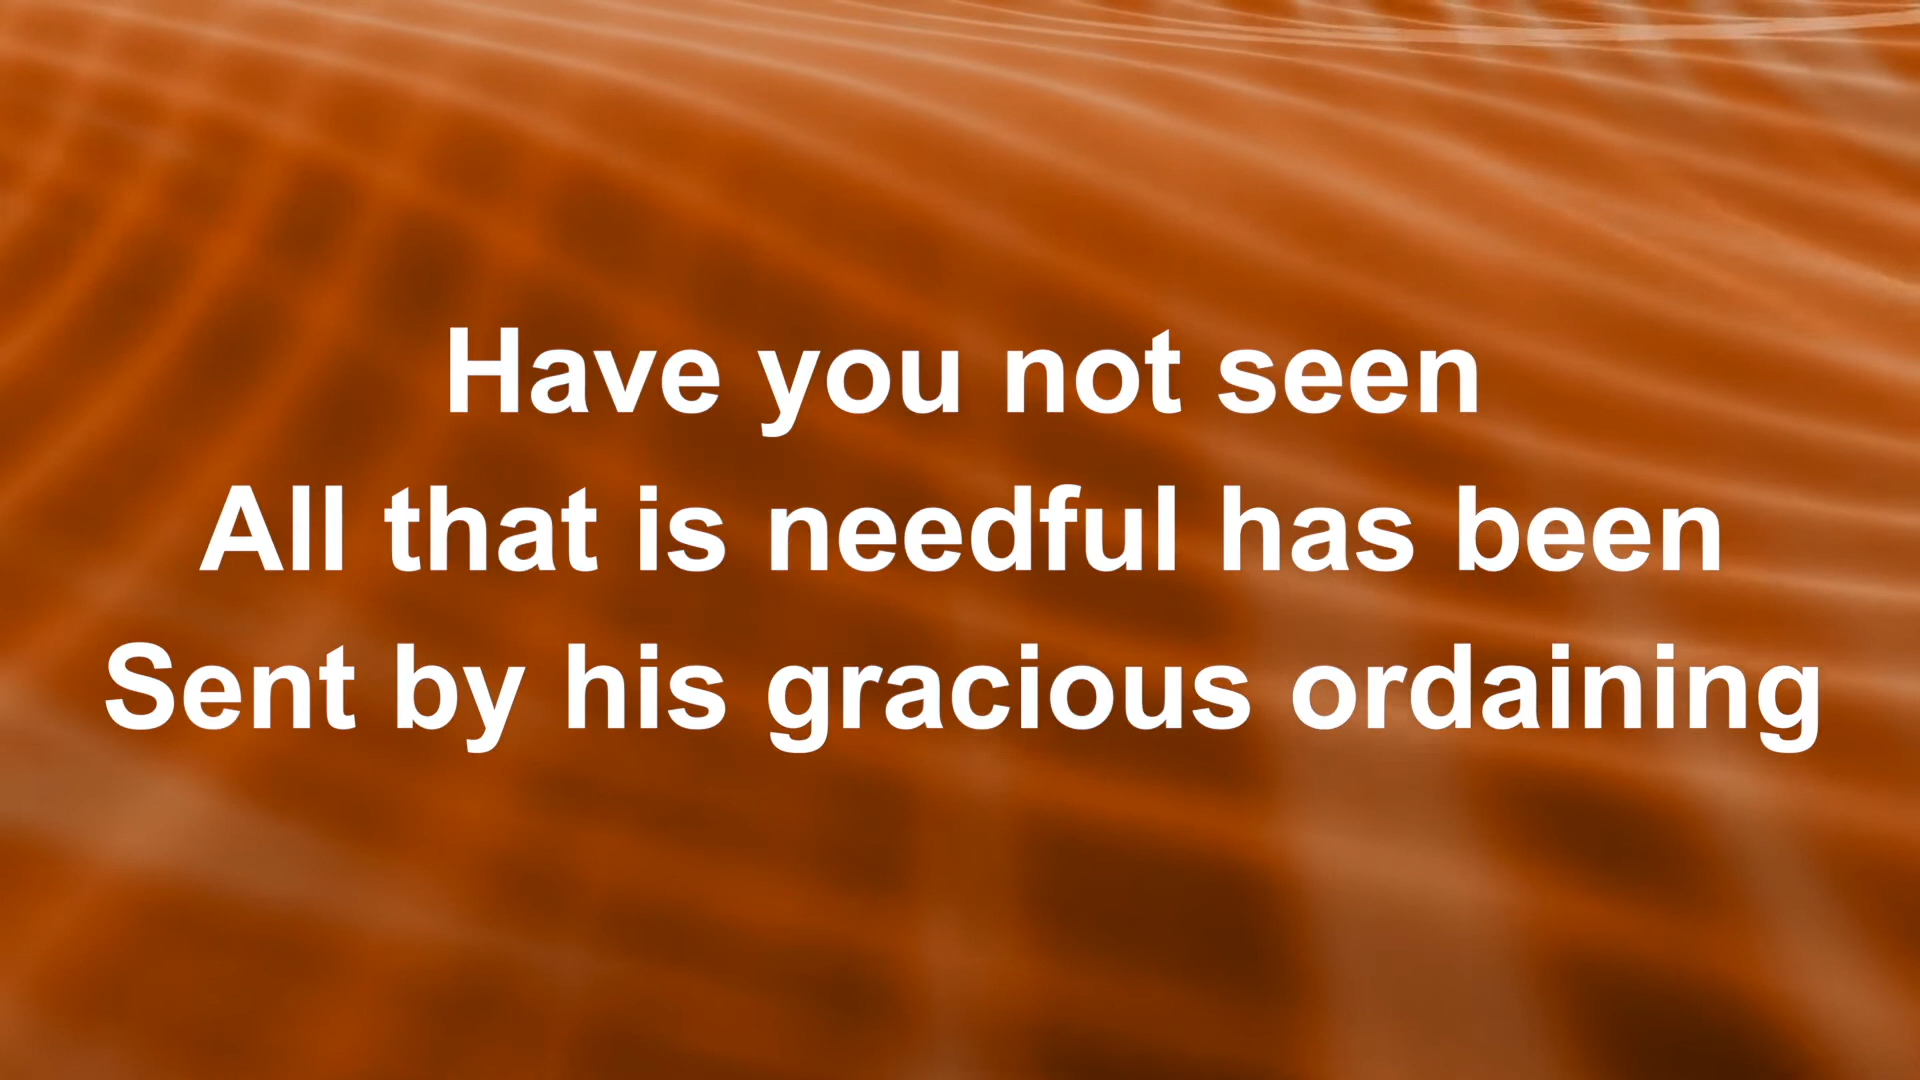 Have you not seen
All that is needful has been
Sent by his gracious ordaining